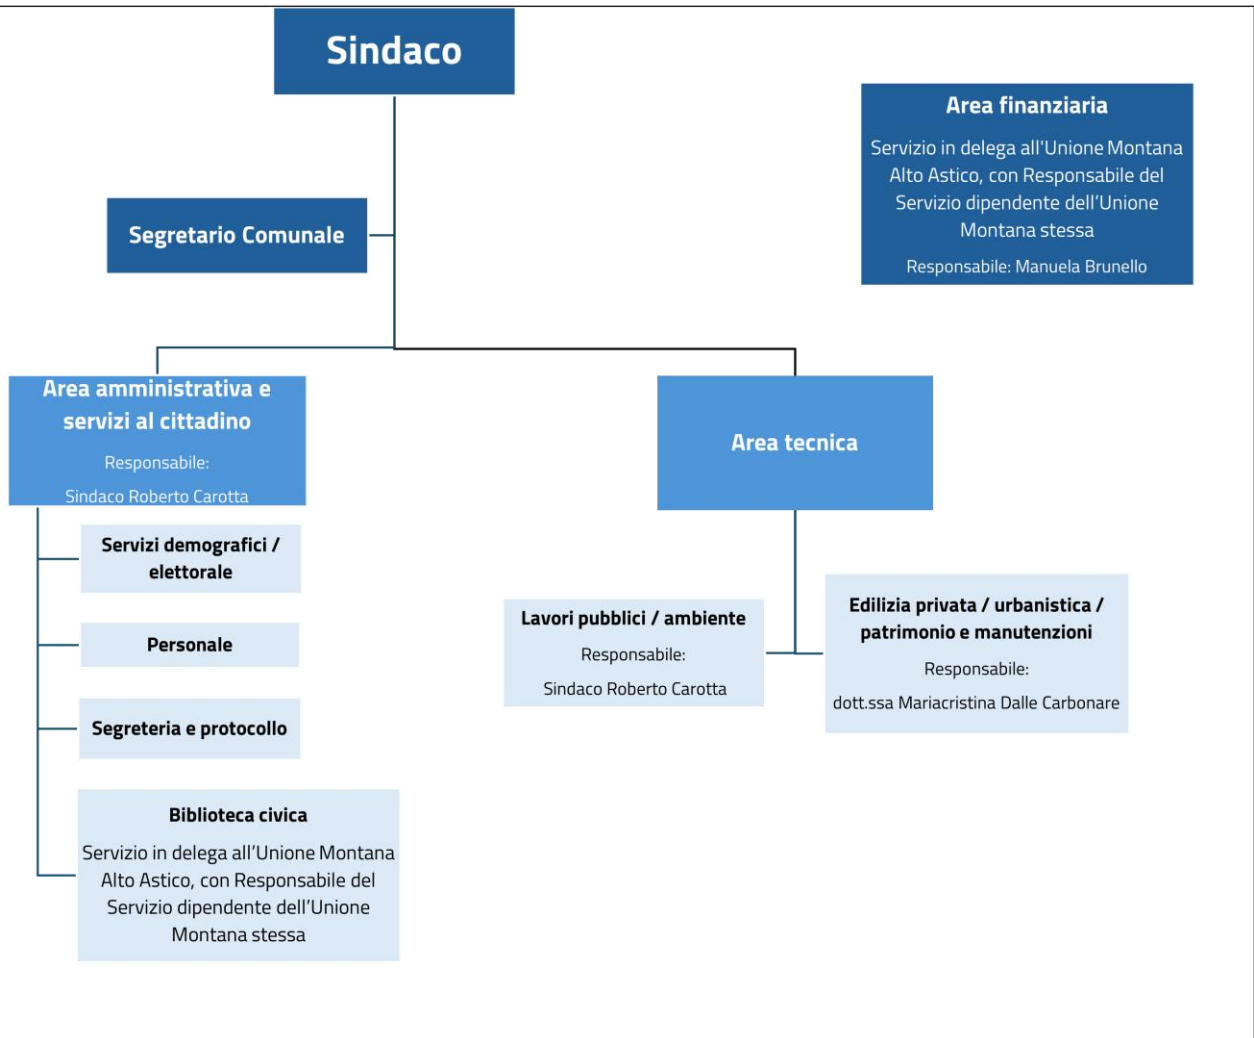 Sindaco
Area finanziaria
Servizio in delega all'Unione Montana
Alto Astico, con Responsabile del
Servizio dipendente dell’Unione
Montana stessa
Responsabile: Manuela Brunello
Segretario Comunale
Area amministrativa e
servizi al cittadino
Responsabile:
Sindaco Roberto Carotta
Servizi demografici /
elettorale
Personale
Segreteria e protocollo
Biblioteca civica
Servizio in delega all’Unione Montana
Alto Astico, con Responsabile del
Servizio dipendente dell’Unione
Montana stessa
Area tecnica
Lavori pubblici / ambiente
Responsabile:
Sindaco Roberto Carotta
Edilizia privata / urbanistica /
patrimonio e manutenzioni
Responsabile:
dott.ssa Mariacristina Dalle Carbonare